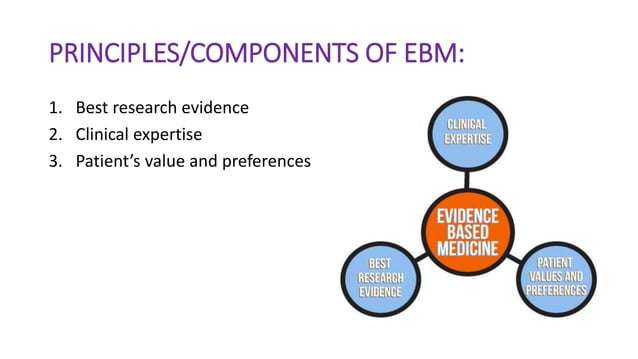 PRINCIPLES/COMPONENTS OF EBM:
1. Best research evidence
2. Clinical expertise
3. Patient’s value and preferences
CLINICAL
EXPERTISE
EVIDENCE
BASED
MEDICINE
BEST
RESEARCH
EVIDENCE
PATIENT
VALUES AND
PREFERENCES